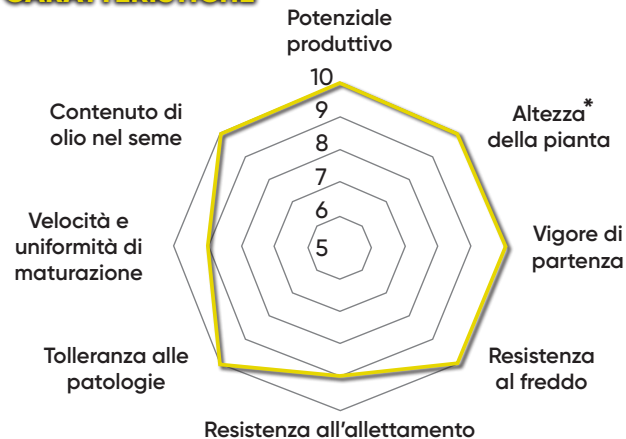 CARATTERISTICHE
Potenziale
produttivo
10
9
8
7
6
5
Altezza*
della pianta
Vigore di
partenza
Resistenza
al freddo
Resistenza all'allettamento
Tolleranza alle
patologie
Velocità e
uniformità di
maturazione
Contenuto di
olio nel seme